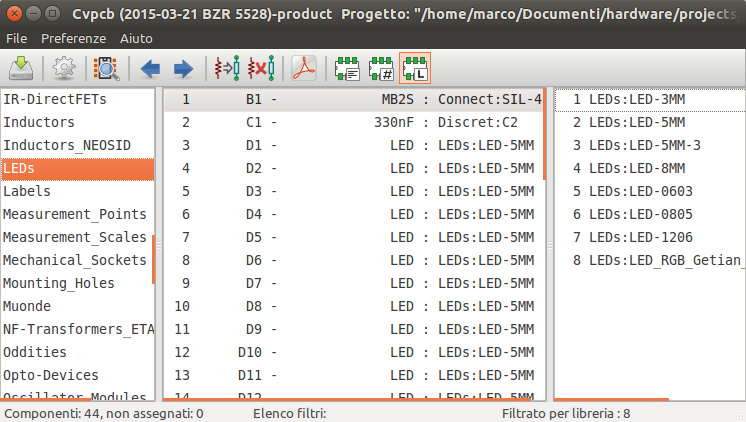 Cvpcb (2015-03-21 BZR 5528)-product Progetto: "/home/marco/Documenti/hardware/projects
File Preferenze Aiuto
# L
IR-DirectFETs
Inductors
Inductors_NEOSID
LEDs
Labels
Measurement_Points
Measurement_Scales
Mechanical_Sockets
Mounting_Holes
Muonde
NF-Transformers_ETA
Oddities
Opto-Devices
Oscillator-Modules
1 B1 - MB2S : Connect:SIL-4
2 C1 - 330nF : Discret:C2
3 D1 - LED : LEDs:LED-5MM
4 D2 - LED : LEDs:LED-5MM
5 D3 - LED : LEDs:LED-5MM
6 D4 - LED : LEDs:LED-5MM
7 D5 - LED : LEDs:LED-5MM
8 D6 - LED : LEDs:LED-5MM
9 D7 - LED : LEDs:LED-5MM
10 D8 - LED : LEDs:LED-5MM
11 D9 - LED : LEDs:LED-5MM
12 D10 - LED : LEDs:LED-5MM
13 D11 - LED : LEDs:LED-5MM
14 D12 - LED : LEDs:LED-5MM
1 LEDs:LED-3MM
2 LEDs:LED-5MM
3 LEDs:LED-5MM-3
4 LEDs:LED-8MM
5 LEDs:LED-0603
6 LEDs:LED-0805
7 LEDs:LED-1206
8 LEDs:LED_RGB_Getian_
Componenti: 44, non assegnati: 0 Elenco filtri: Filtrato per libreria : 8